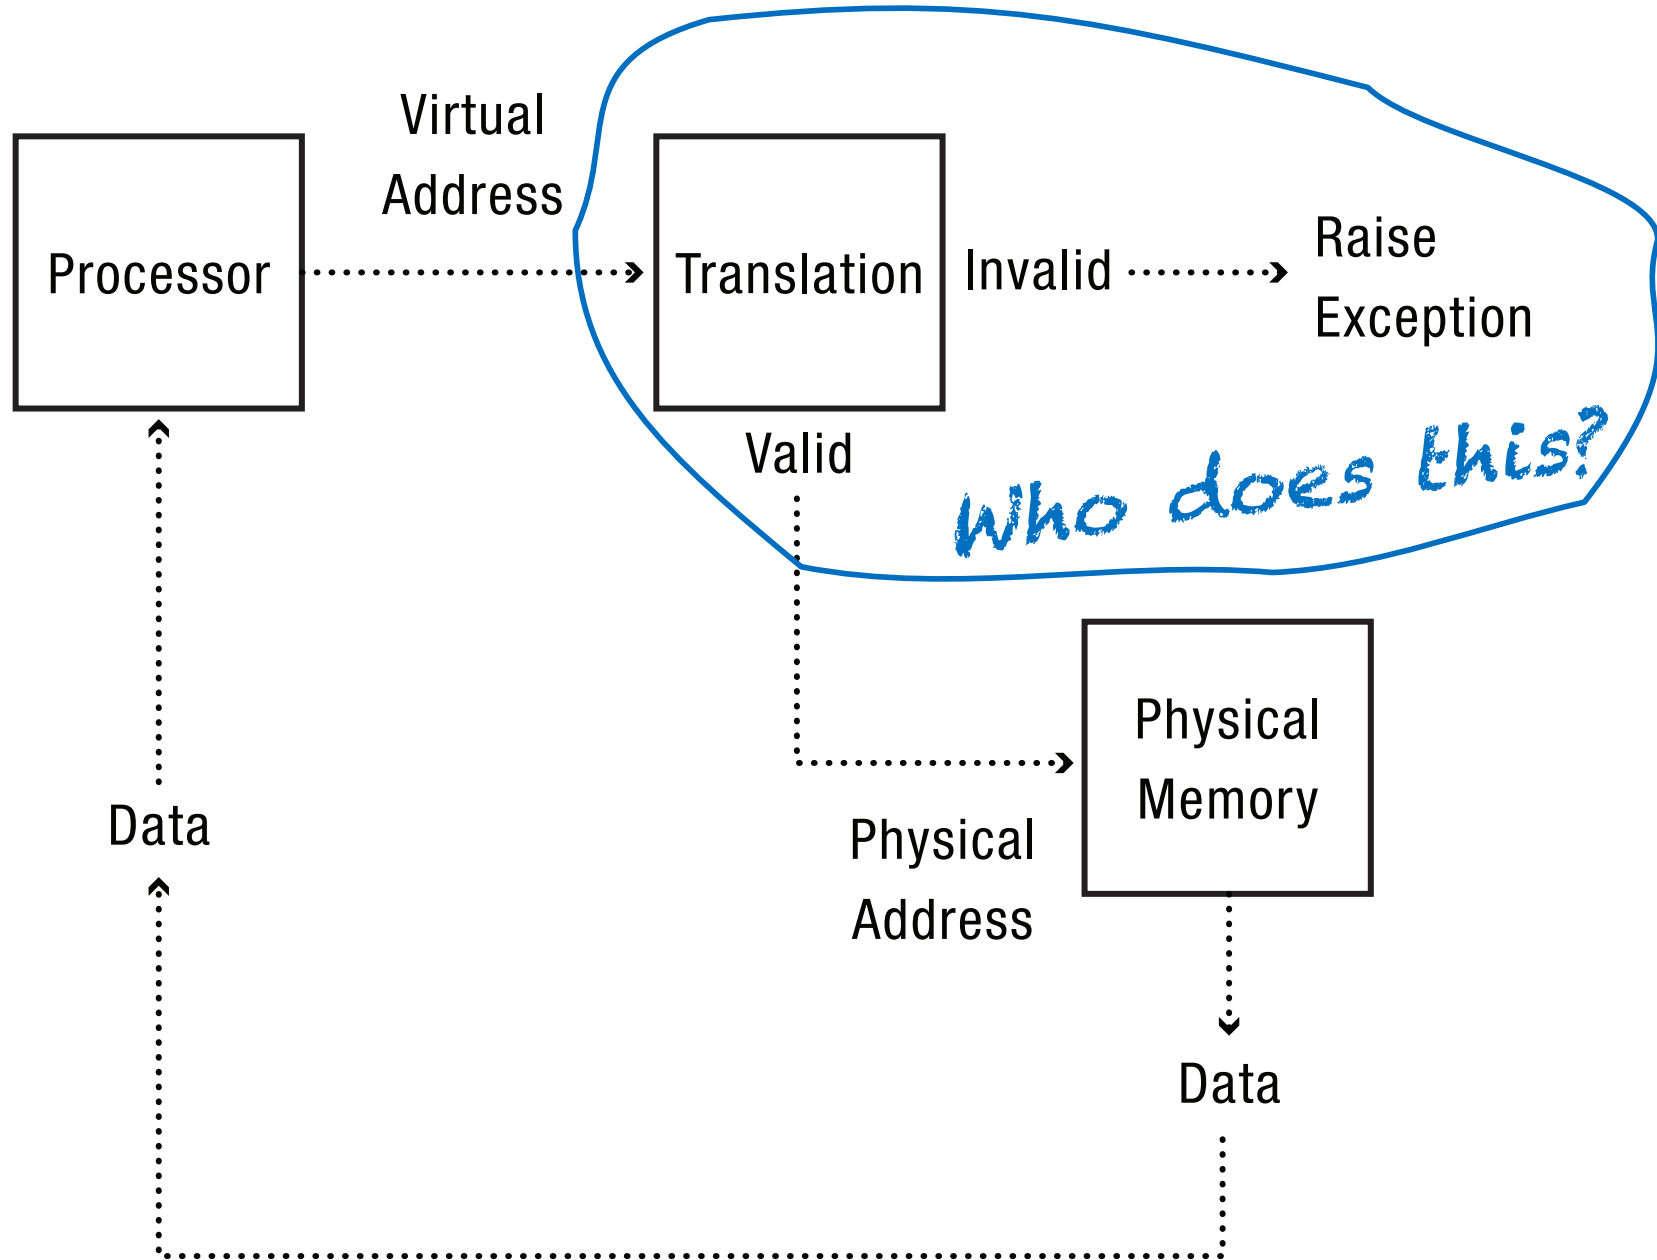 Virtual
Address
Processor
Translation
Invalid
Raise
Exception
Valid
Who does this?
Physical
Memory
Data
Physical
Address
Data